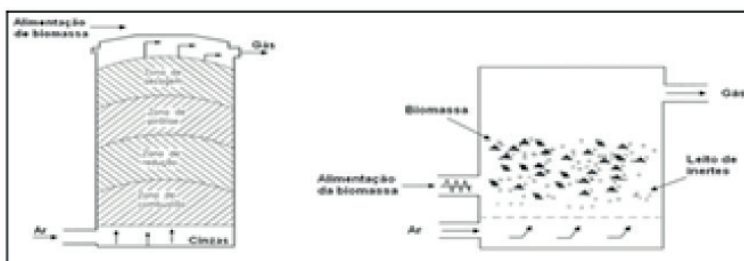 Alimentação
de biomassa
Gás
Zona de
secagem
Zona de
pirólise
Zona de
redução
Zona de
combustão
Ar
Cinzas
Biomassa
Gás
Leito de
inertes
Alimentação
da biomassa
Ar